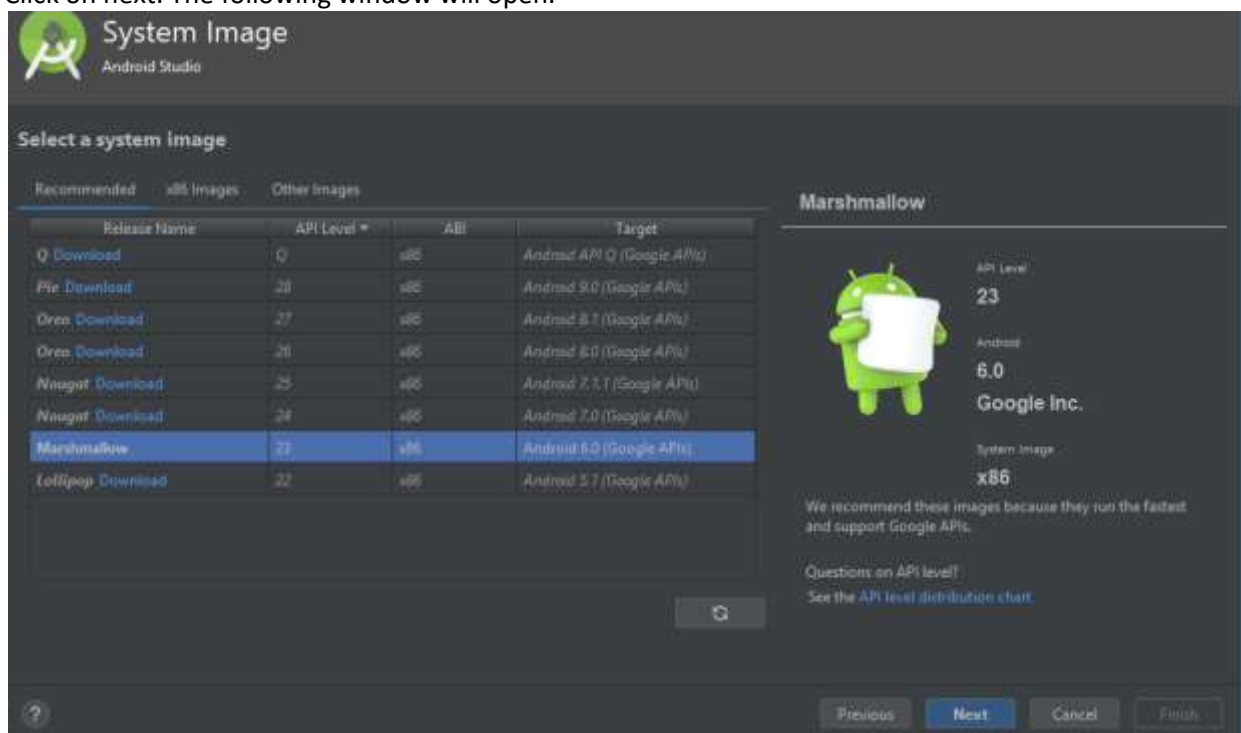 Click on next. The following window will open.
System Image
Android Studio
Select a system image
Recommended x86 Images Other Images
Release Name API Level ABI Target
Q Download Q x86 Android API Q (Google APIs)
Pie Download 28 x86 Android 9.0 (Google APIs)
Oreo Download 27 x86 Android 8.1 (Google APIs)
Oreo Download 26 x86 Android 8.0 (Google APIs)
Nougat Download 25 x86 Android 7.1.1 (Google APIs)
Nougat Download 24 x86 Android 7.0 (Google APIs)
Marshmallow 23 x86 Android 6.0 (Google APIs)
Lollipop Download 22 x86 Android 5.1 (Google APIs)
Marshmallow
API Level
23
Android
6.0
Google Inc.
System Image
x86
We recommend these images because they run the fastest
and support Google APIs.
Questions on API level?
See the API level distribution chart
? Previous Next Cancel Finish